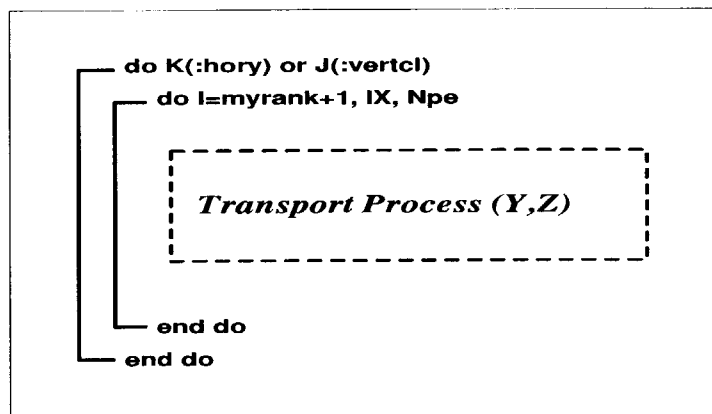 do K(:hory) or J(:vertcl)
do I=myrank+1, IX, Npe
Transport Process (Y,Z)
end do
end do